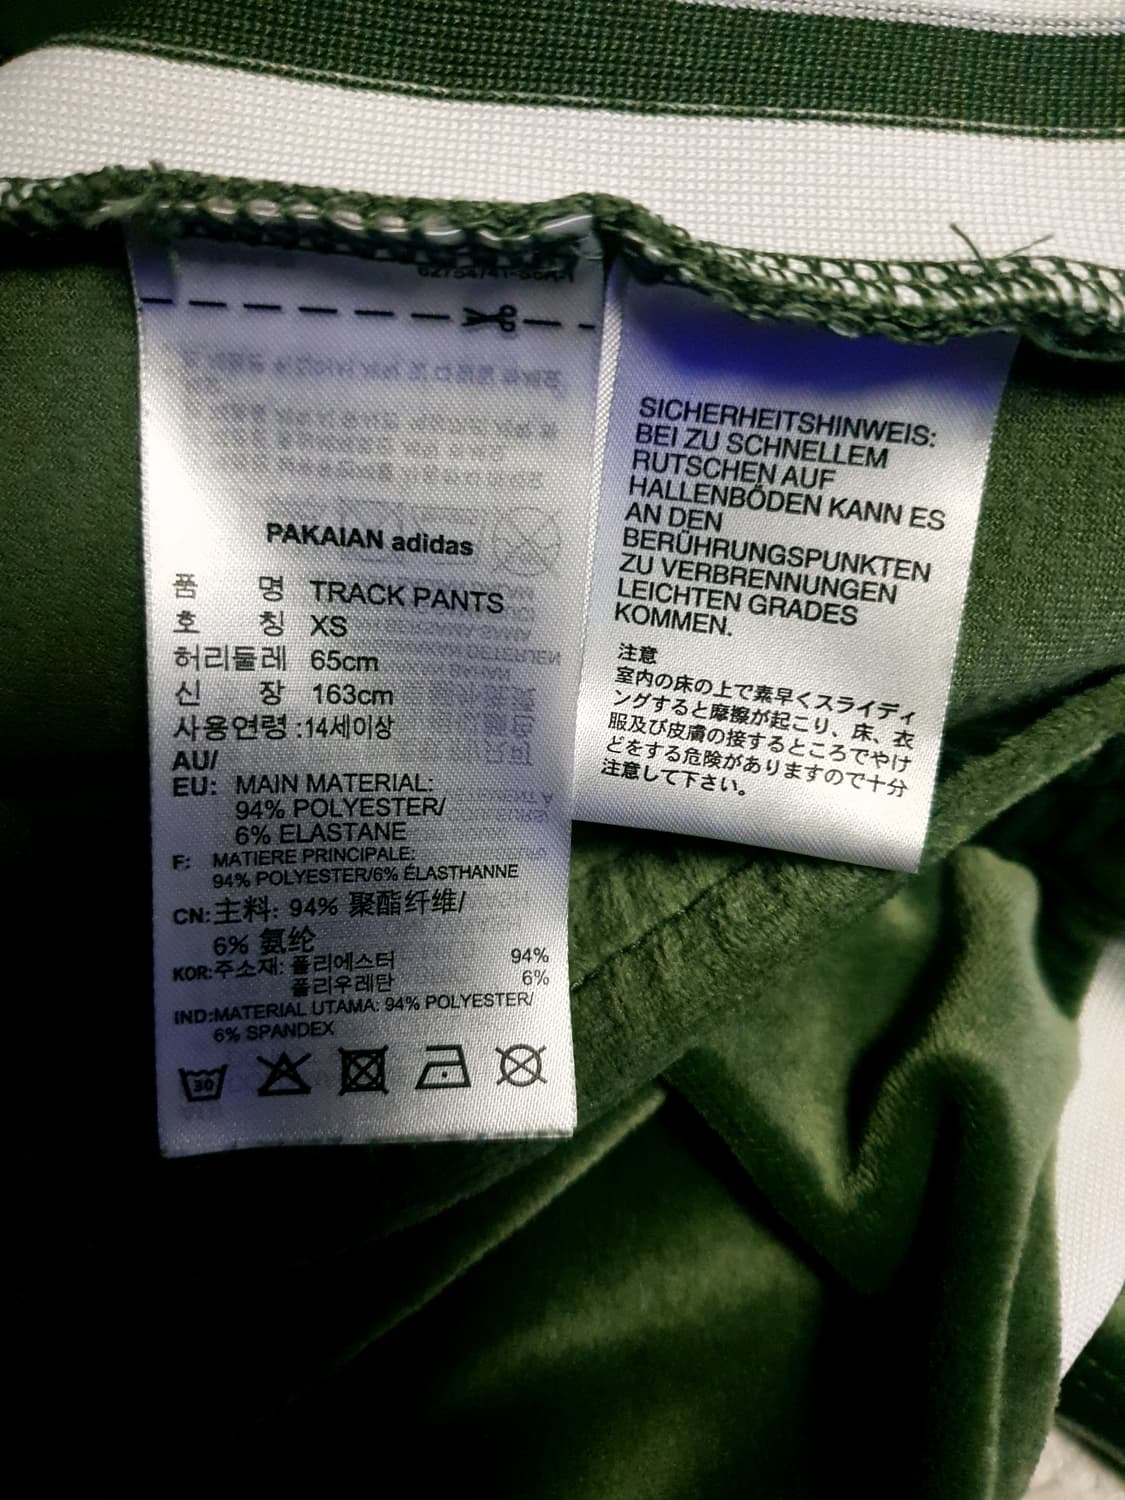 PAKAIAN adidas
품 명 TRACK PANTS
호 칭 XS
허리둘레 65cm
신 장 163cm
사용연령 :14세이상
AU/
EU: MAIN MATERIAL:
94% POLYESTER/
6% ELASTANE
F: MATIERE PRINCIPALE:
94% POLYESTER/6% ÉLASTHANNE
CN:主料: 94% 聚酯纤维/
6% 氨纶
KOR:주소재: 폴리에스터 94%
폴리우레탄 6%
IND:MATERIAL UTAMA: 94% POLYESTER/
6% SPANDEX
30
SICHERHEITSHINWEIS:
BEI ZU SCHNELLEM
RUTSCHEN AUF
HALLENBÖDEN KANN ES
AN DEN
BERÜHRUNGSPUNKTEN
ZU VERBRENNUNGEN
LEICHTEN GRADES
KOMMEN.
注意
室内の床の上で素早くスライディ
ングすると摩擦が起こり、床、衣
服及び皮膚の接するところでやけ
どをする危険がありますので十分
注意して下さい。